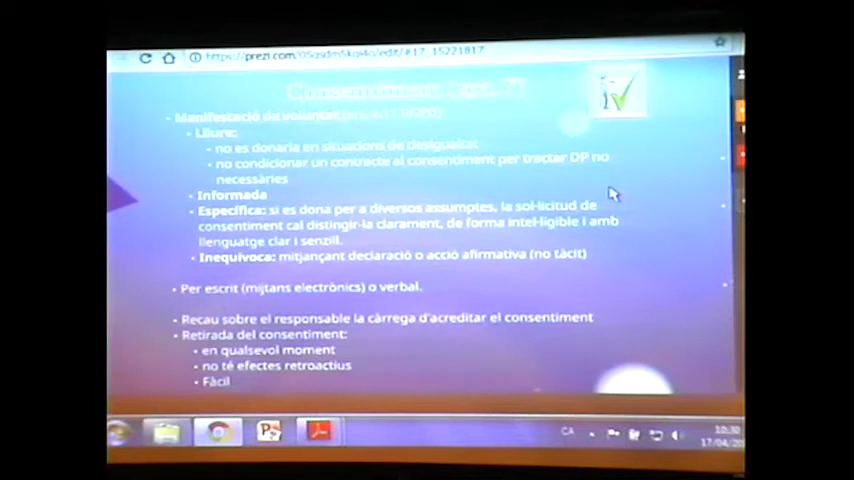 Consentiment (art. 7)
- Manifestació de voluntat
- Lliure:
- no es donaria en situacions de desigualtat
- no condicionar un contracte al consentiment per tractar DP no
necessàries
- Informada
- Específica: si es dona per a diversos assumptes, la sol·licitud de
consentiment cal distingir-la clarament, de forma intel·ligible i amb
llenguatge clar i senzill.
- Inequívoca: mitjançant declaració o acció afirmativa (no tàcit)
- Per escrit (mijtans electrònics) o verbal.
- Recau sobre el responsable la càrrega d'acreditar el consentiment
- Retirada del consentiment:
- en qualsevol moment
- no té efectes retroactius
- Fàcil
CA
10:30
17/04/20